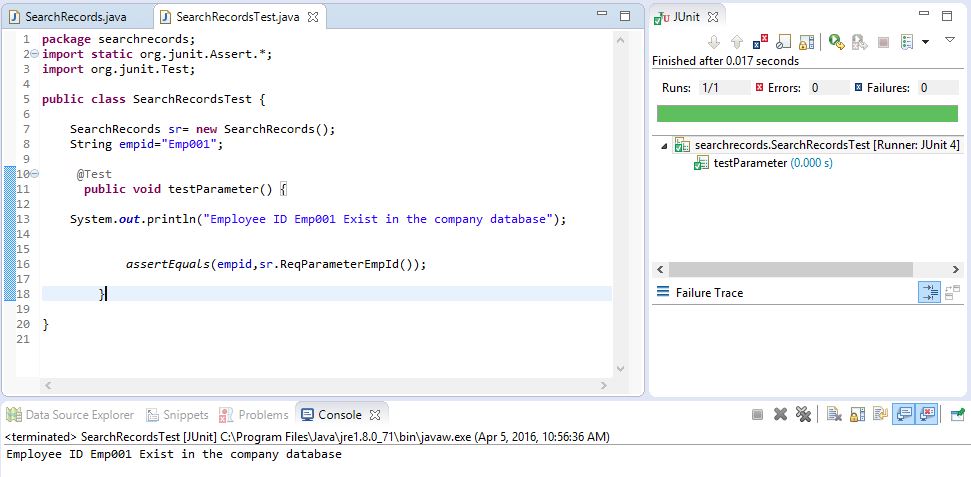 SearchRecords.java
SearchRecordsTest.java
1 package searchrecords;
2 import static org.junit.Assert.*;
3 import org.junit.Test;
4
5 public class SearchRecordsTest {
6
7 SearchRecords sr= new SearchRecords();
8 String empid="Emp001";
9
10 @Test
11 public void testParameter() {
12
13 System.out.println("Employee ID Emp001 Exist in the company database");
14
15
16 assertEquals(empid,sr.ReqParameterEmpId());
17
18 }
19
20 }
21
JUnit
Finished after 0.017 seconds
Runs: 1/1 Errors: 0 Failures: 0
searchrecords.SearchRecordsTest [Runner: JUnit 4]
testParameter (0.000 s)
Failure Trace
Data Source Explorer Snippets Problems Console
<terminated> SearchRecordsTest [JUnit] C:\Program Files\Java\jre1.8.0_71\bin\javaw.exe (Apr 5, 2016, 10:56:36 AM)
Employee ID Emp001 Exist in the company database